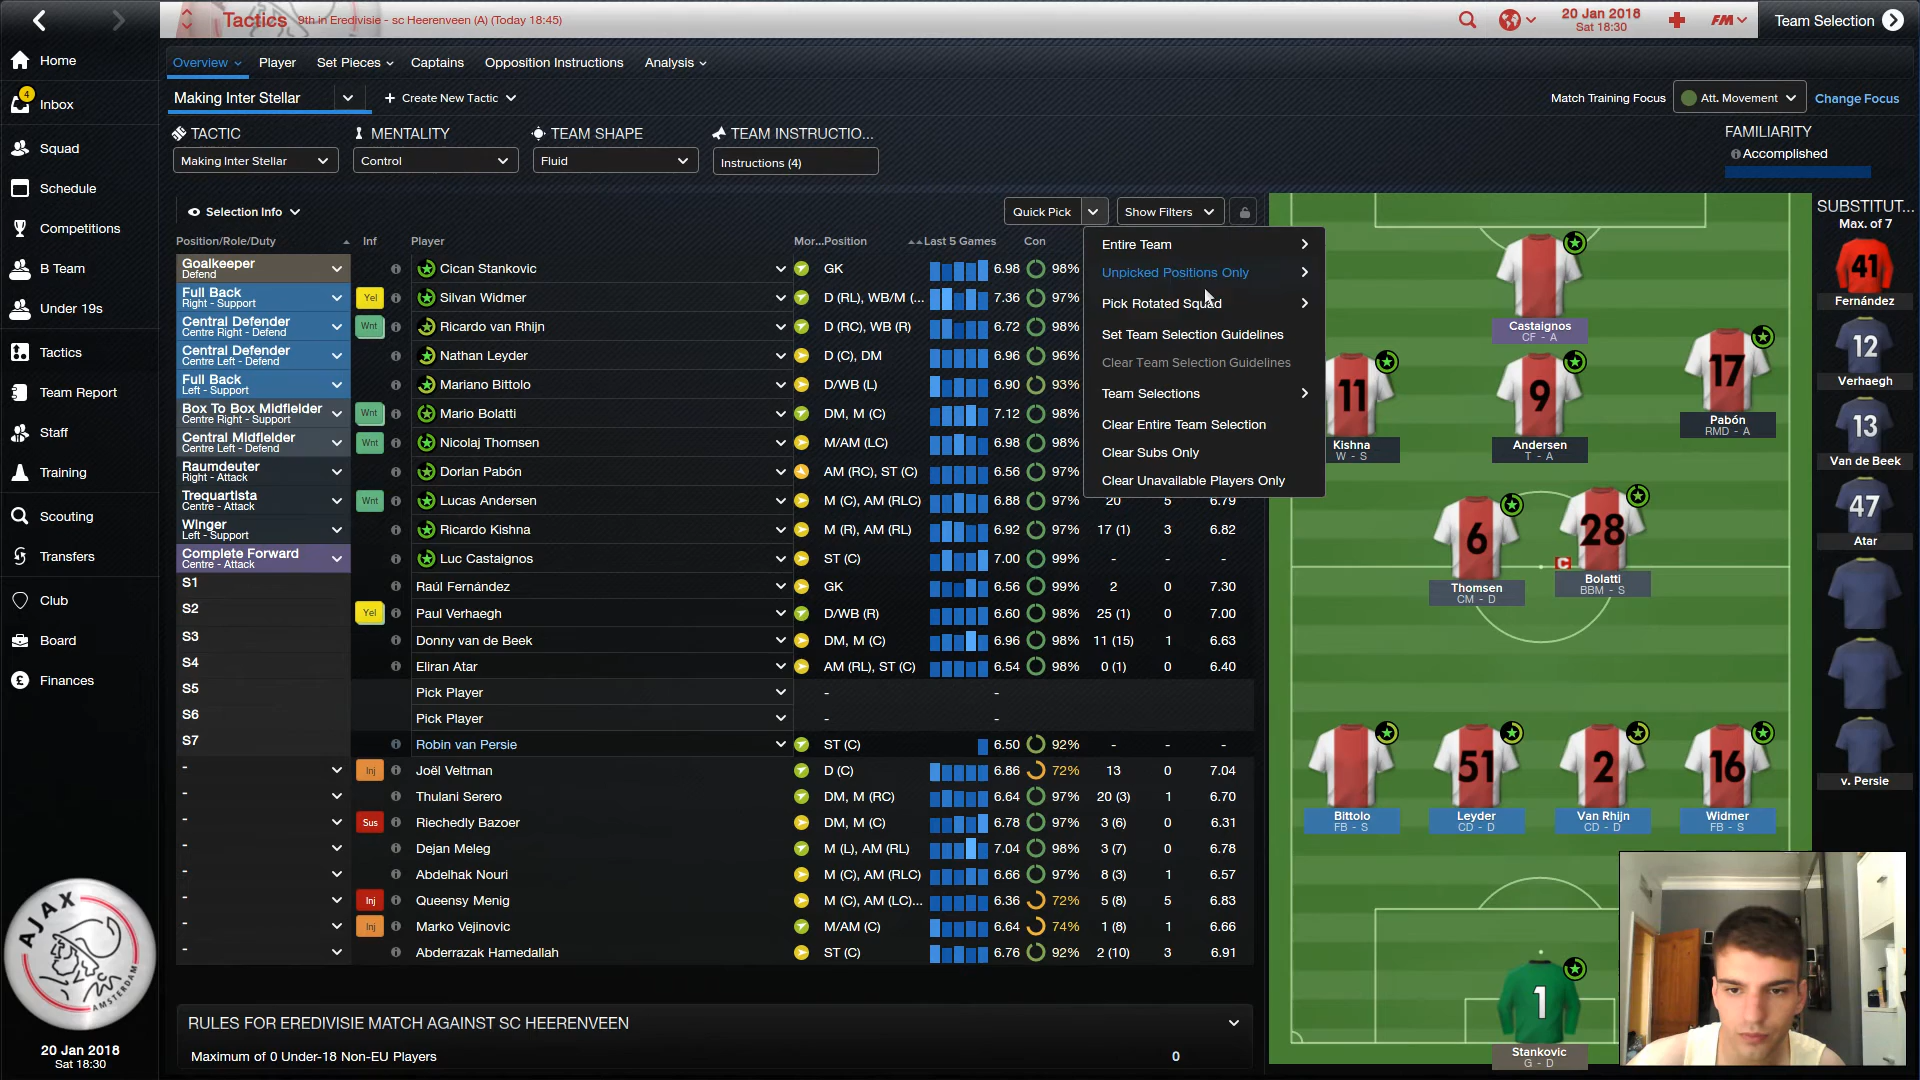 Tactics
9th in Eredivisie - sc Heerenveen (A) (Today 18:45)
20 Jan 2018
Sat 18:30
FM
Team Selection
Home
4
Inbox
Squad
Schedule
Competitions
B Team
Under 19s
Tactics
Team Report
Staff
Training
Scouting
Transfers
Club
Board
Finances
AJAX
AMSTERDAM
20 Jan 2018
Sat 18:30
Overview Player Set Pieces Captains Opposition Instructions Analysis
Making Inter Stellar
Create New Tactic
Match Training Focus Att. Movement Change Focus
TACTIC MENTALITY TEAM SHAPE TEAM INSTRUCTIO...
Making Inter Stellar Control Fluid Instructions (4)
FAMILIARITY
Accomplished
Selection Info Quick Pick Show Filters
Position/Role/Duty Inf Player Mor... Position Last 5 Games Con
Goalkeeper
Defend
Cican Stankovic GK 6.98 98%
Full Back
Right - Support
Yel Silvan Widmer D (RL), WB/M (... 7.36 97%
Central Defender
Centre Right - Defend
Wnt Ricardo van Rhijn D (RC), WB (R) 6.72 98%
Central Defender
Centre Left - Defend
Nathan Leyder D (C), DM 6.96 96%
Full Back
Left - Support
Mariano Bittolo D/WB (L) 6.90 93%
Box To Box Midfielder
Centre Right - Support
Wnt Mario Bolatti DM, M (C) 7.12 98%
Central Midfielder
Centre Left - Defend
Wnt Nicolaj Thomsen M/AM (LC) 6.98 98%
Raumdeuter
Right - Attack
Dorlan Pabón AM (RC), ST (C) 6.56 97%
Trequartista
Centre - Attack
Wnt Lucas Andersen M (C), AM (RLC) 6.88 97% 20 5 6.79
Winger
Left - Support
Ricardo Kishna M (R), AM (RL) 6.92 97% 17 (1) 3 6.82
Complete Forward
Centre - Attack
Luc Castaignos ST (C) 7.00 99% - - -
S1 Raúl Fernández GK 6.56 99% 2 0 7.30
S2 Yel Paul Verhaegh D/WB (R) 6.60 98% 25 (1) 0 7.00
S3 Donny van de Beek DM, M (C) 6.96 98% 11 (15) 1 6.63
S4 Eliran Atar AM (RL), ST (C) 6.54 98% 0 (1) 0 6.40
S5 Pick Player - -
S6 Pick Player - -
S7 Robin van Persie ST (C) 6.50 92% - - -
- Inj Joël Veltman D (C) 6.86 72% 13 0 7.04
- Thulani Serero DM, M (RC) 6.64 97% 20 (3) 1 6.70
- Sus Riechedly Bazoer DM, M (C) 6.78 97% 3 (6) 0 6.31
- Dejan Meleg M (L), AM (RL) 7.04 98% 3 (7) 0 6.78
- Abdelhak Nouri M (C), AM (RLC) 6.66 97% 8 (3) 1 6.57
- Inj Queensy Menig M (C), AM (LC)... 6.36 72% 5 (8) 5 6.83
- Inj Marko Vejinovic M/AM (C) 6.64 74% 1 (8) 1 6.66
- Abderrazak Hamedallah ST (C) 6.76 92% 2 (10) 3 6.91
Entire Team
Unpicked Positions Only
Pick Rotated Squad
Set Team Selection Guidelines
Clear Team Selection Guidelines
Team Selections
Clear Entire Team Selection
Clear Subs Only
Clear Unavailable Players Only
RULES FOR EREDIVISIE MATCH AGAINST SC HEERENVEEN
Maximum of 0 Under-18 Non-EU Players 0
Castaignos
CF - A
11
Kishna
W - S
9
Andersen
T - A
17
Pabón
RMD - A
6
Thomsen
CM - D
28
C
Bolatti
BBM - S
Bittolo
FB - S
51
Leyder
CD - D
2
Van Rhijn
CD - D
16
Widmer
FB - S
1
Stankovic
G - D
SUBSTITUT...
Max. of 7
41
Fernández
12
Verhaegh
13
Van de Beek
47
Atar
v. Persie